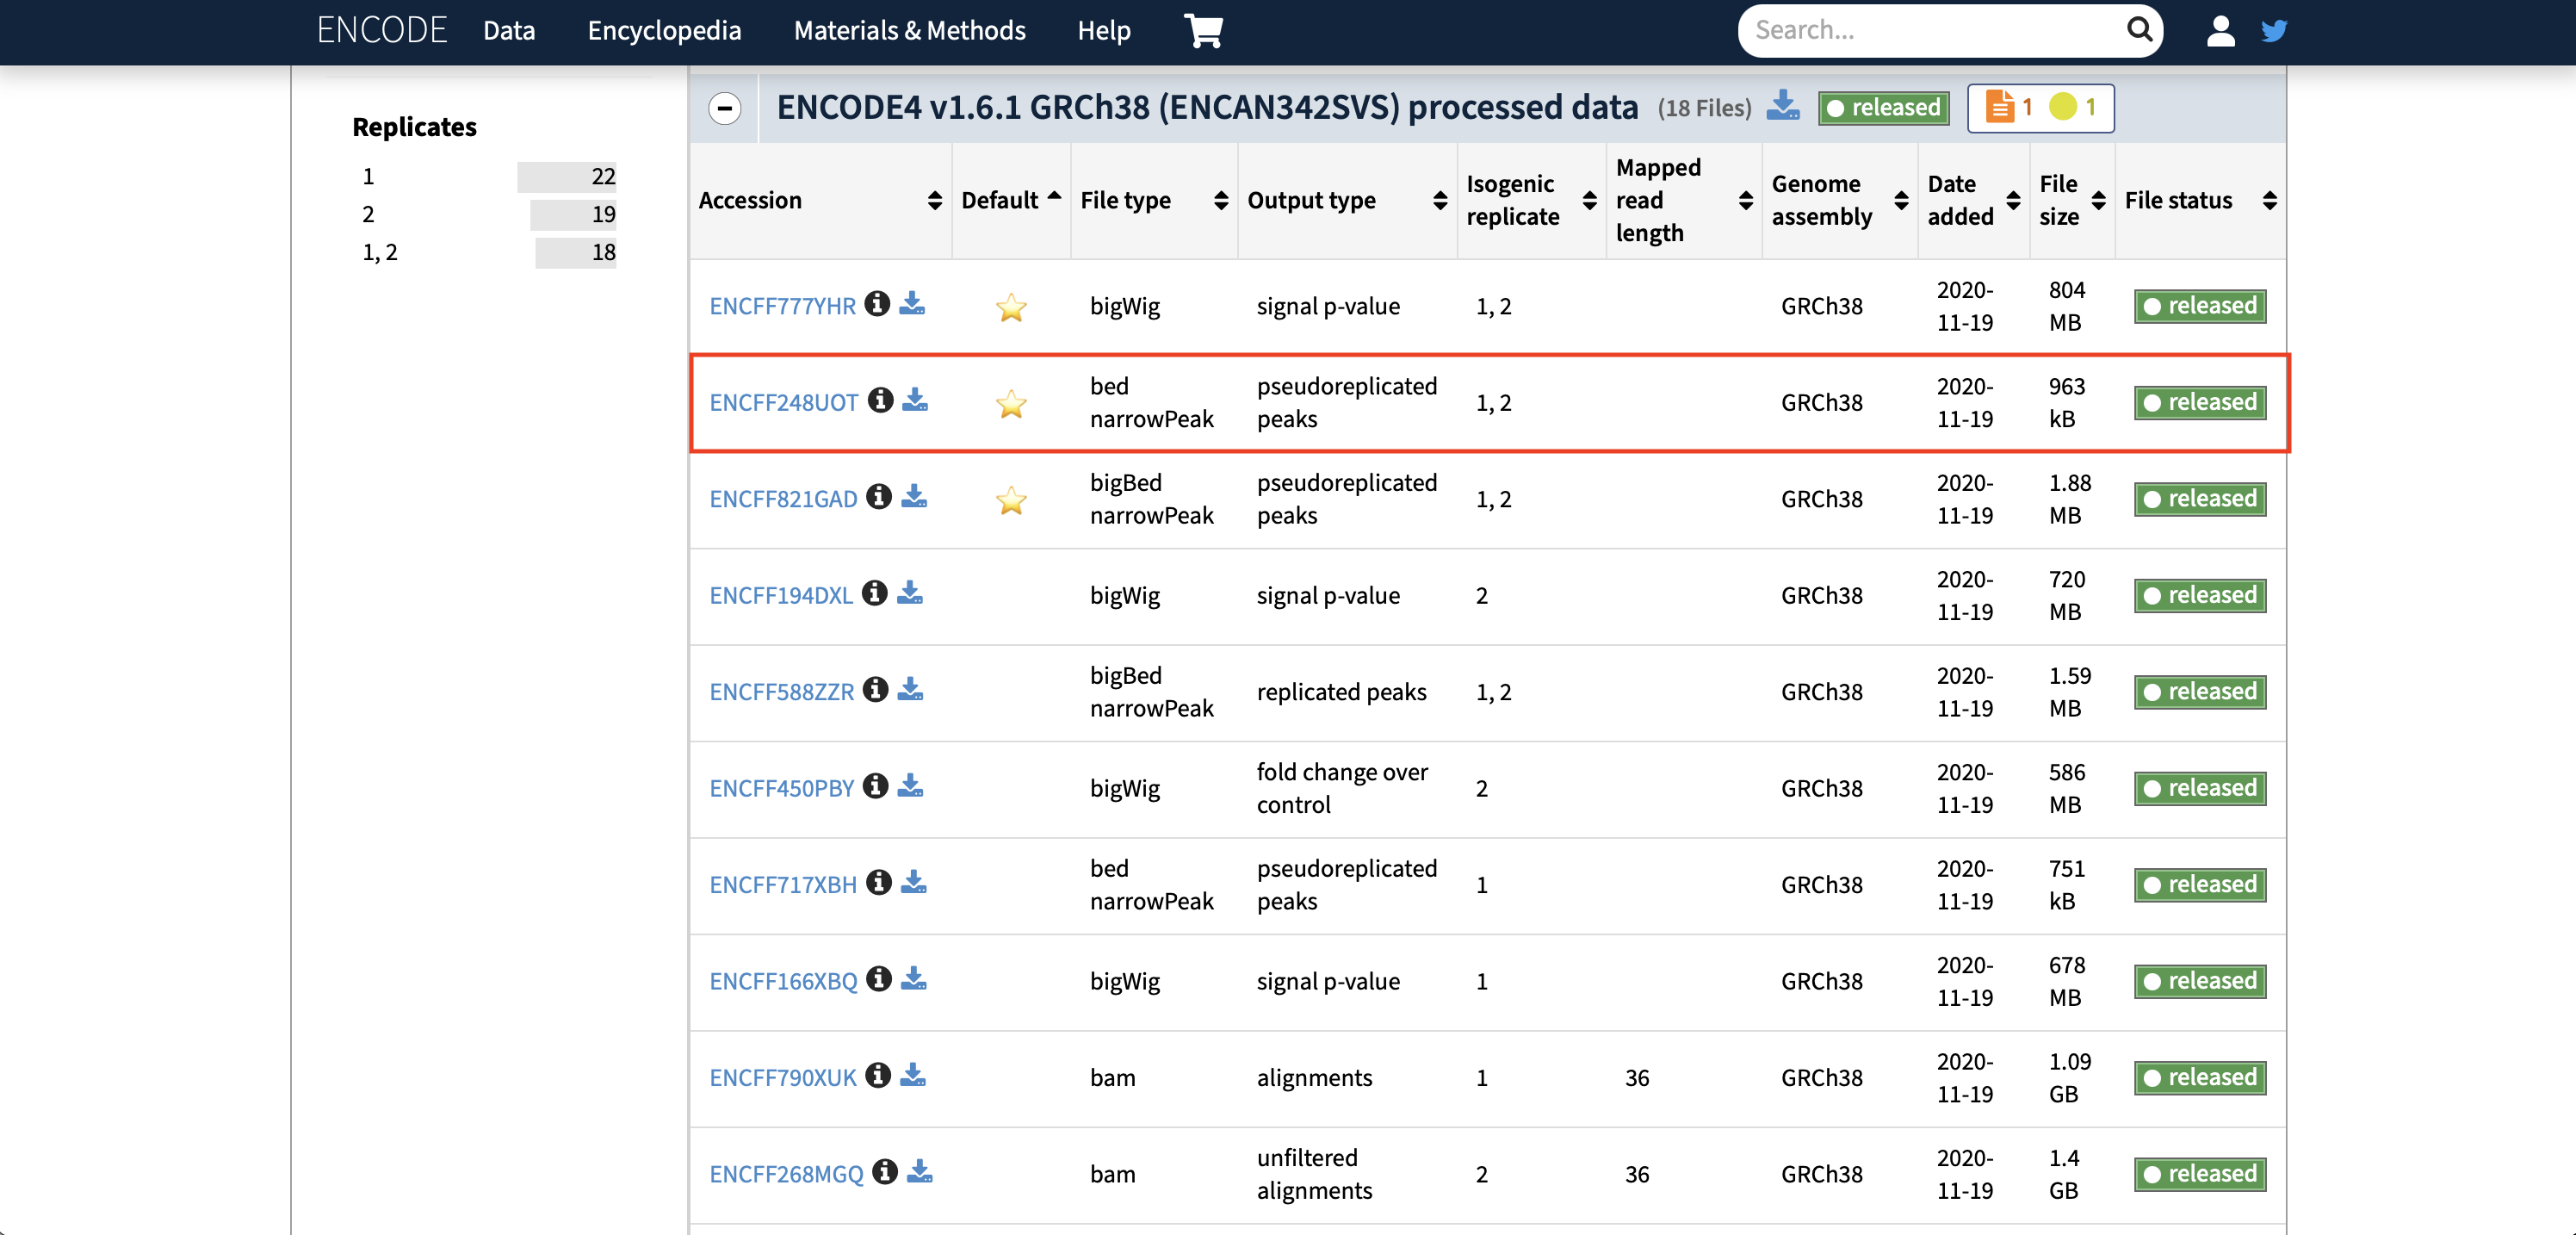 ENCODE Data Encyclopedia Materials & Methods Help Search...
Replicates
1 22
2 19
1, 2 18
ENCODE4 v1.6.1 GRCh38 (ENCAN342SVS) processed data (18 Files) released 1 1
Accession Default File type Output type Isogenic replicate Mapped read length Genome assembly Date added File size File status
ENCFF777YHR bigWig signal p-value 1, 2 GRCh38 2020-11-19 804 MB released
ENCFF248UOT bed narrowPeak pseudoreplicated peaks 1, 2 GRCh38 2020-11-19 963 kB released
ENCFF821GAD bigBed narrowPeak pseudoreplicated peaks 1, 2 GRCh38 2020-11-19 1.88 MB released
ENCFF194DXL bigWig signal p-value 2 GRCh38 2020-11-19 720 MB released
ENCFF588ZZR bigBed narrowPeak replicated peaks 1, 2 GRCh38 2020-11-19 1.59 MB released
ENCFF450PBY bigWig fold change over control 2 GRCh38 2020-11-19 586 MB released
ENCFF717XBH bed narrowPeak pseudoreplicated peaks 1 GRCh38 2020-11-19 751 kB released
ENCFF166XBQ bigWig signal p-value 1 GRCh38 2020-11-19 678 MB released
ENCFF790XUK bam alignments 1 36 GRCh38 2020-11-19 1.09 GB released
ENCFF268MGQ bam unfiltered alignments 2 36 GRCh38 2020-11-19 1.4 GB released